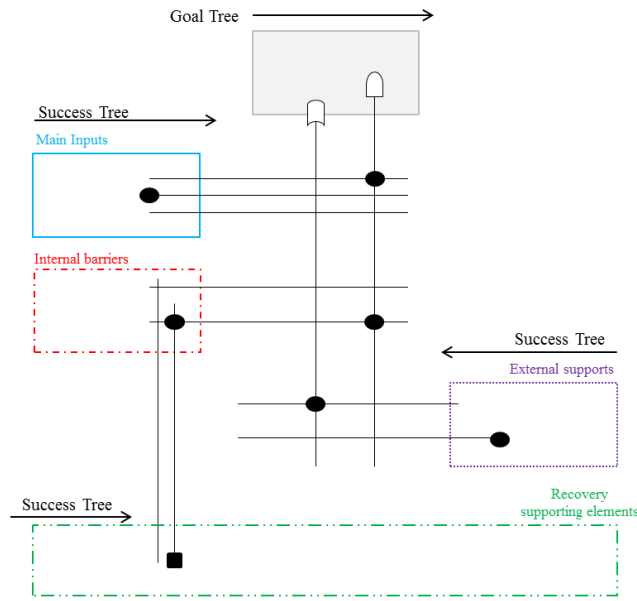 Goal Tree
Success Tree
Main Inputs
Internal barriers
Success Tree
External supports
Success Tree
Recovery
supporting elements